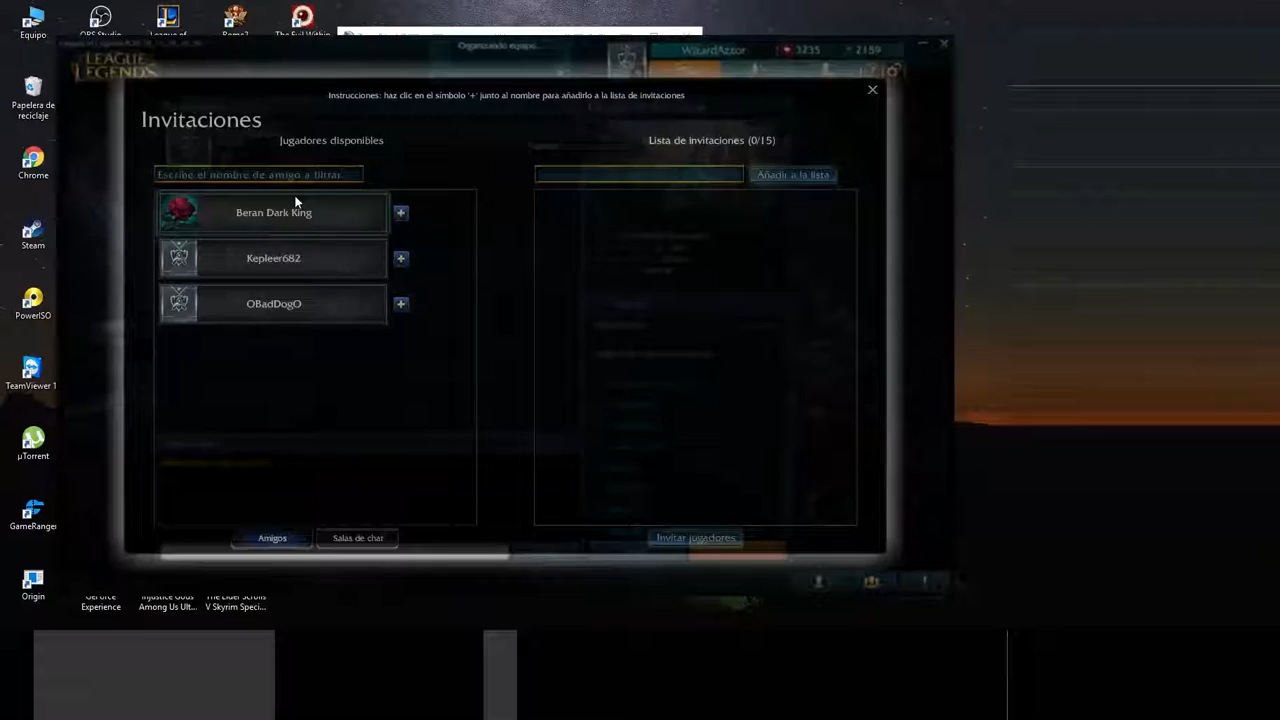 Equipo
OBS Studio
League of
Rome2
The Evil Within
Papelera de
reciclaje
Chrome
Steam
PowerISO
TeamViewer 1
µTorrent
GameRanger
Origin
GeForce
Experience
Injustice Gods
Among Us Ult...
The Elder Scrolls
V Skyrim Speci...
LEAGUE OF
LEGENDS
Organizando equipo
WizardAzzor
3235
2159
Instrucciones: haz clic en el símbolo '+' junto al nombre para añadirlo a la lista de invitaciones
Invitaciones
Jugadores disponibles
Lista de invitaciones (0/15)
Escribe el nombre de amigo a filtrar
Añadir a la lista
Beran Dark King
Kepleer682
OBadDogO
Amigos
Salas de chat
Invitar jugadores